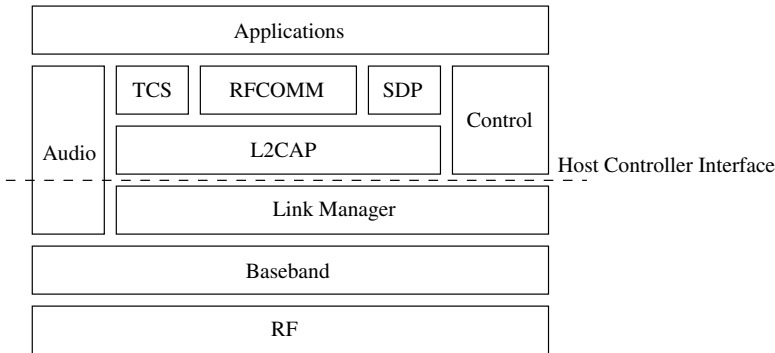 Applications
TCS
RFCOMM
SDP
Control
Audio
L2CAP
Host Controller Interface
Link Manager
Baseband
RF